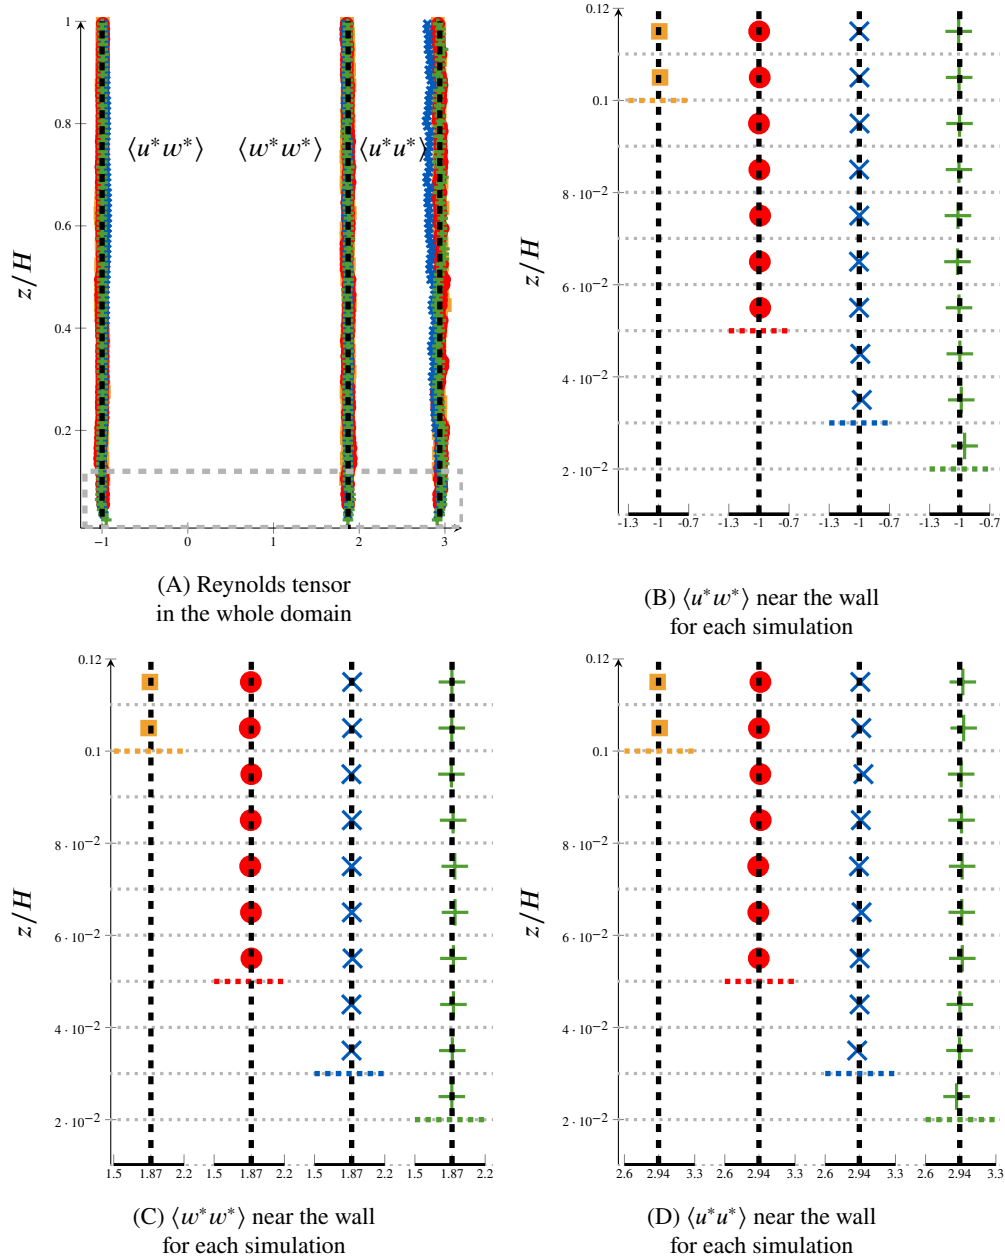 1
0.8
0.6
0.4
0.2
z/H
⟨u*w*⟩ ⟨w*w*⟩ ⟨u*u*⟩
−1 0 1 2 3
(A) Reynolds tensor
in the whole domain
0.12
0.1
8 · 10⁻²
6 · 10⁻²
4 · 10⁻²
2 · 10⁻²
z/H
-1.3 -1 -0.7 -1.3 -1 -0.7 -1.3 -1 -0.7 -1.3 -1 -0.7
(B) ⟨u*w*⟩ near the wall
for each simulation
0.12
0.1
8 · 10⁻²
6 · 10⁻²
4 · 10⁻²
2 · 10⁻²
z/H
1.5 1.87 2.2 1.5 1.87 2.2 1.5 1.87 2.2 1.5 1.87 2.2
(C) ⟨w*w*⟩ near the wall
for each simulation
0.12
0.1
8 · 10⁻²
6 · 10⁻²
4 · 10⁻²
2 · 10⁻²
z/H
2.6 2.94 3.3 2.6 2.94 3.3 2.6 2.94 3.3 2.6 2.94 3.3
(D) ⟨u*u*⟩ near the wall
for each simulation